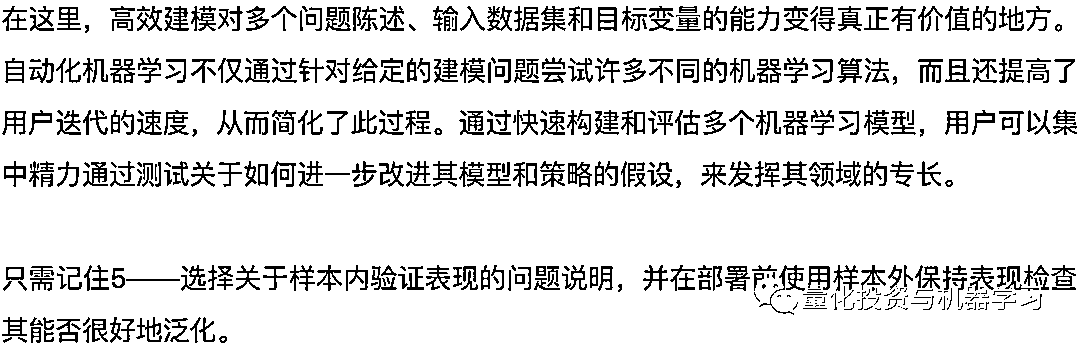 在这里，高效建模对多个问题陈述、输入数据集和目标变量的能力变得真正有价值的地方。
自动化机器学习不仅通过针对给定的建模问题尝试许多不同的机器学习算法，而且还提高了
用户迭代的速度，从而简化了此过程。通过快速构建和评估多个机器学习模型，用户可以集
中精力通过测试关于如何进一步改进其模型和策略的假设，来发挥其领域的专长。
只需记住5——选择关于样本内验证表现的问题说明，并在部署前使用样本外保持表现检查
其能否很好地泛化。
量化投资与机器学习